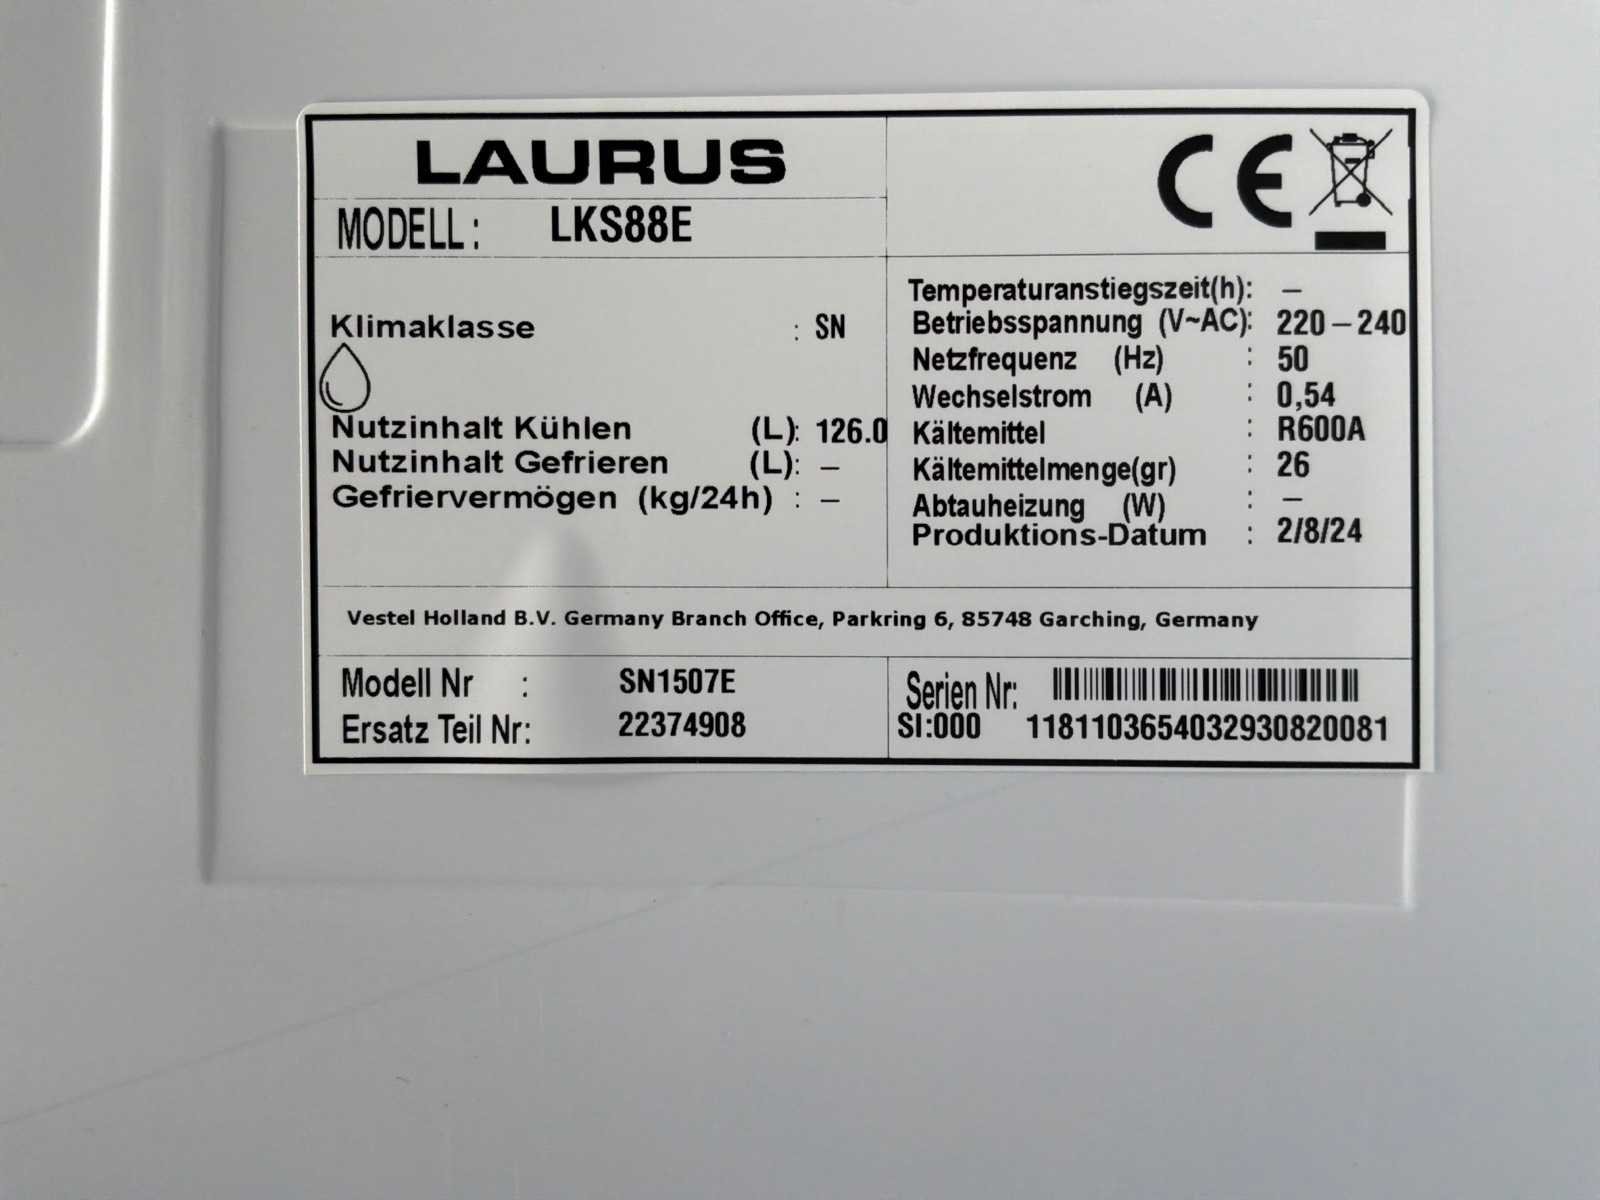 LAURUS
MODELL: LKS88E
CE
Klimaklasse : SN
Nutzinhalt Kühlen (L): 126.0
Nutzinhalt Gefrieren (L): –
Gefriervermögen (kg/24h) : –
Temperaturanstiegszeit(h): –
Betriebsspannung (V~AC): 220–240
Netzfrequenz (Hz) : 50
Wechselstrom (A) : 0,54
Kältemittel : R600A
Kältemittelmenge(gr) : 26
Abtauheizung (W) : –
Produktions-Datum : 2/8/24
Vestel Holland B.V. Germany Branch Office, Parkring 6, 85748 Garching, Germany
Modell Nr : SN1507E
Ersatz Teil Nr: 22374908
Serien Nr:
SI:000 1181103654032930820081